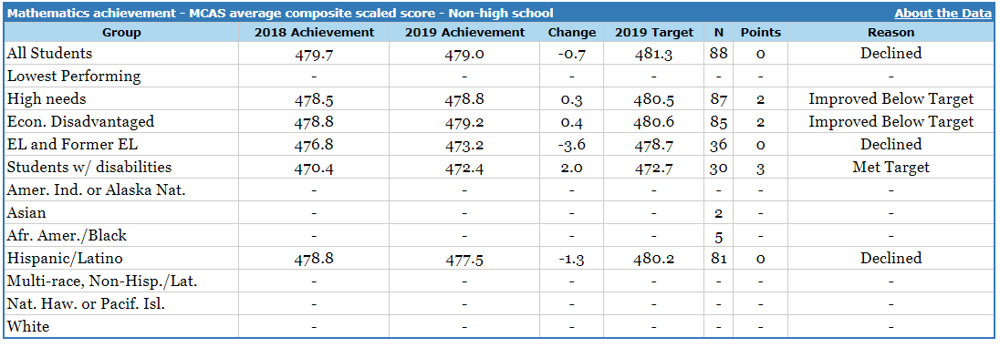 Mathematics achievement - MCAS average composite scaled score - Non-high school About the Data
Group 2018 Achievement 2019 Achievement Change 2019 Target N Points Reason
All Students 479.7 479.0 -0.7 481.3 88 0 Declined
Lowest Performing - - - - - - -
High needs 478.5 478.8 0.3 480.5 87 2 Improved Below Target
Econ. Disadvantaged 478.8 479.2 0.4 480.6 85 2 Improved Below Target
EL and Former EL 476.8 473.2 -3.6 478.7 36 0 Declined
Students w/ disabilities 470.4 472.4 2.0 472.7 30 3 Met Target
Amer. Ind. or Alaska Nat. - - - - - - -
Asian - - - - 2 - -
Afr. Amer./Black - - - - 5 - -
Hispanic/Latino 478.8 477.5 -1.3 480.2 81 0 Declined
Multi-race, Non-Hisp./Lat. - - - - - - -
Nat. Haw. or Pacif. Isl. - - - - - - -
White - - - - - - -